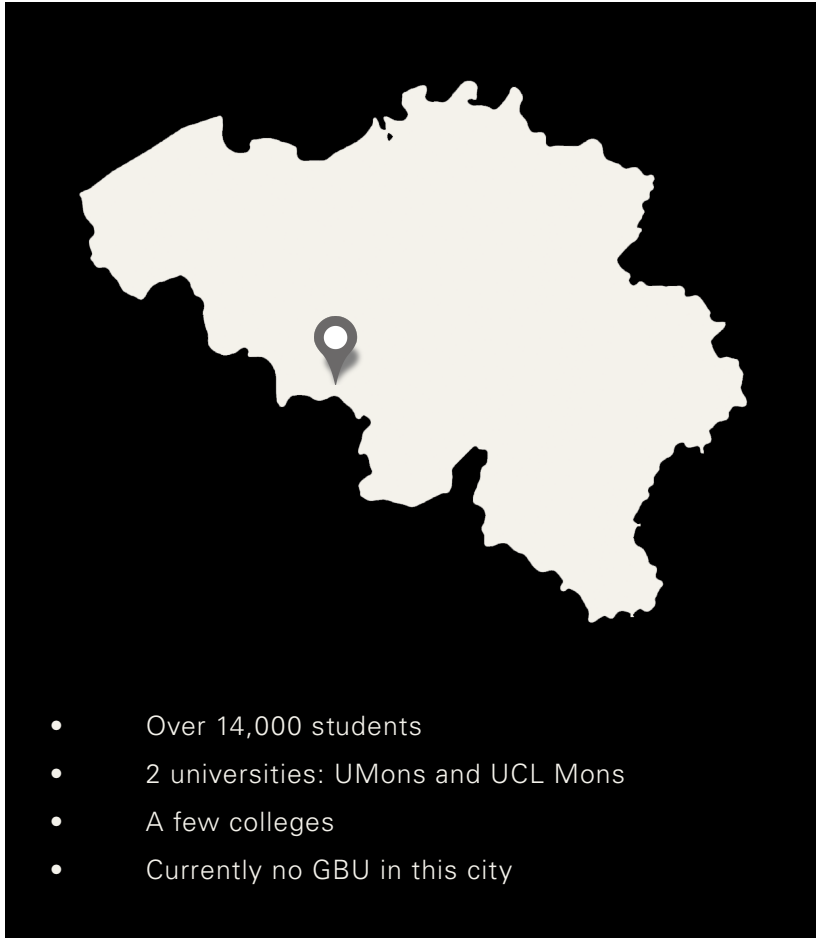 • Over 14,000 students
• 2 universities: UMons and UCL Mons
• A few colleges
• Currently no GBU in this city